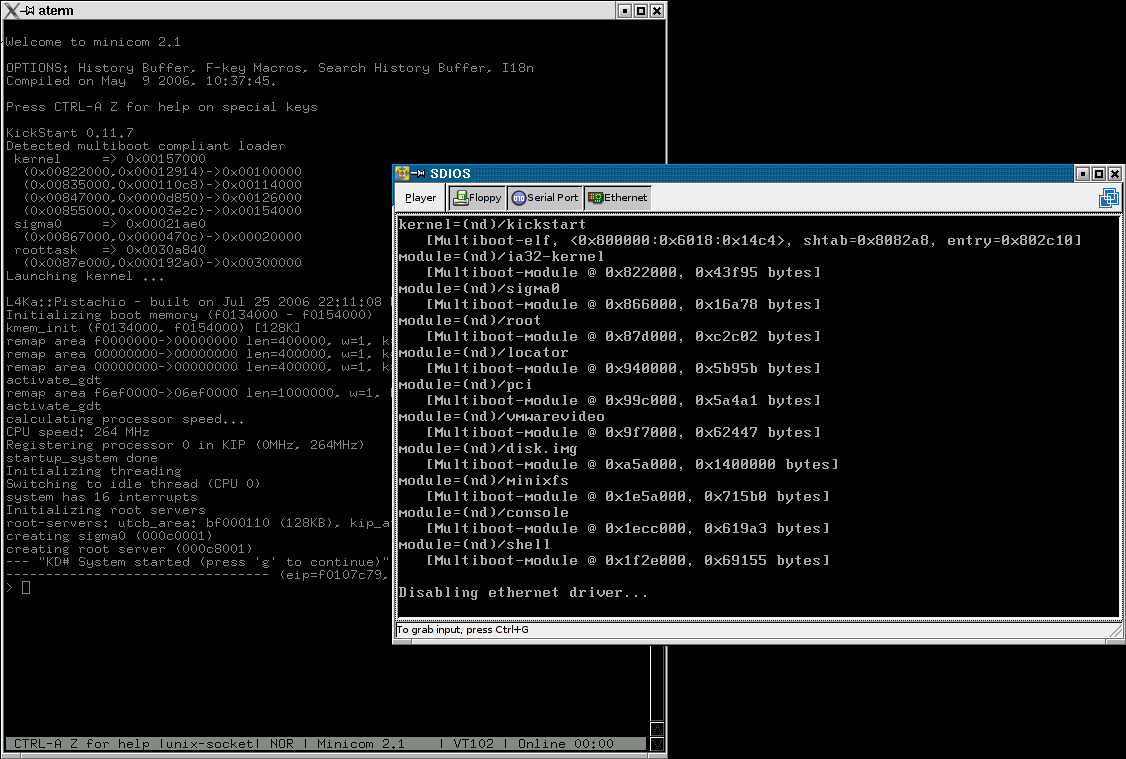 aterm
Welcome to minicom 2.1
OPTIONS: History Buffer, F-key Macros, Search History Buffer, I18n
Compiled on May  9 2006, 10:37:45.
Press CTRL-A Z for help on special keys
KickStart 0.11.7
Detected multiboot compliant loader
kernel     => 0x00157000
(0x00822000,0x00012914)->0x00100000
(0x00835000,0x000110c8)->0x00114000
(0x00847000,0x0000d850)->0x00126000
(0x00855000,0x00003e2c)->0x00154000
sigma0     => 0x00021ae0
(0x00867000,0x0000470c)->0x00020000
roottask   => 0x0030a840
(0x0087e000,0x000192a0)->0x00300000
Launching kernel ...
L4Ka::Pistachio - built on Jul 25 2006 22:11:08
Initializing boot memory (f0134000 - f0154000)
kmem_init (f0134000, f0154000) [128K]
remap area f0000000->00000000 len=400000, w=1, k=
remap area 00000000->00000000 len=400000, w=1, k=
remap area 00000000->00000000 len=400000, w=1, k=
activate_gdt
remap area f6ef0000->06ef0000 len=1000000, w=1,
activate_gdt
calculating processor speed...
CPU speed: 264 MHz
Registering processor 0 in KIP (0MHz, 264MHz)
startup_system done
Initializing threading
Switching to idle thread (CPU 0)
system has 16 interrupts
Initializing root servers
root-servers: utcb_area: bf000110 (128KB), kip_a
creating sigma0 (000c0001)
creating root server (000c8001)
--- "KD# System started (press 'g' to continue)"
-------------------------------- (eip=f0107c79,
>
CTRL-A Z for help |unix-socket| NOR | Minicom 2.1    | VT102 | Online 00:00
SDIOS
Player Floppy Serial Port Ethernet
kernel=(nd)/kickstart
[Multiboot-elf, <0x800000:0x6018:0x14c4>, shtab=0x8082a8, entry=0x802c10]
module=(nd)/ia32-kernel
[Multiboot-module @ 0x822000, 0x43f95 bytes]
module=(nd)/sigma0
[Multiboot-module @ 0x866000, 0x16a78 bytes]
module=(nd)/root
[Multiboot-module @ 0x87d000, 0xc2c02 bytes]
module=(nd)/locator
[Multiboot-module @ 0x940000, 0x5b95b bytes]
module=(nd)/pci
[Multiboot-module @ 0x99c000, 0x5a4a1 bytes]
module=(nd)/vmwarevideo
[Multiboot-module @ 0x9f7000, 0x62447 bytes]
module=(nd)/disk.img
[Multiboot-module @ 0xa5a000, 0x1400000 bytes]
module=(nd)/minixfs
[Multiboot-module @ 0x1e5a000, 0x715b0 bytes]
module=(nd)/console
[Multiboot-module @ 0x1ecc000, 0x619a3 bytes]
module=(nd)/shell
[Multiboot-module @ 0x1f2e000, 0x69155 bytes]
Disabling ethernet driver...
To grab input, press Ctrl+G